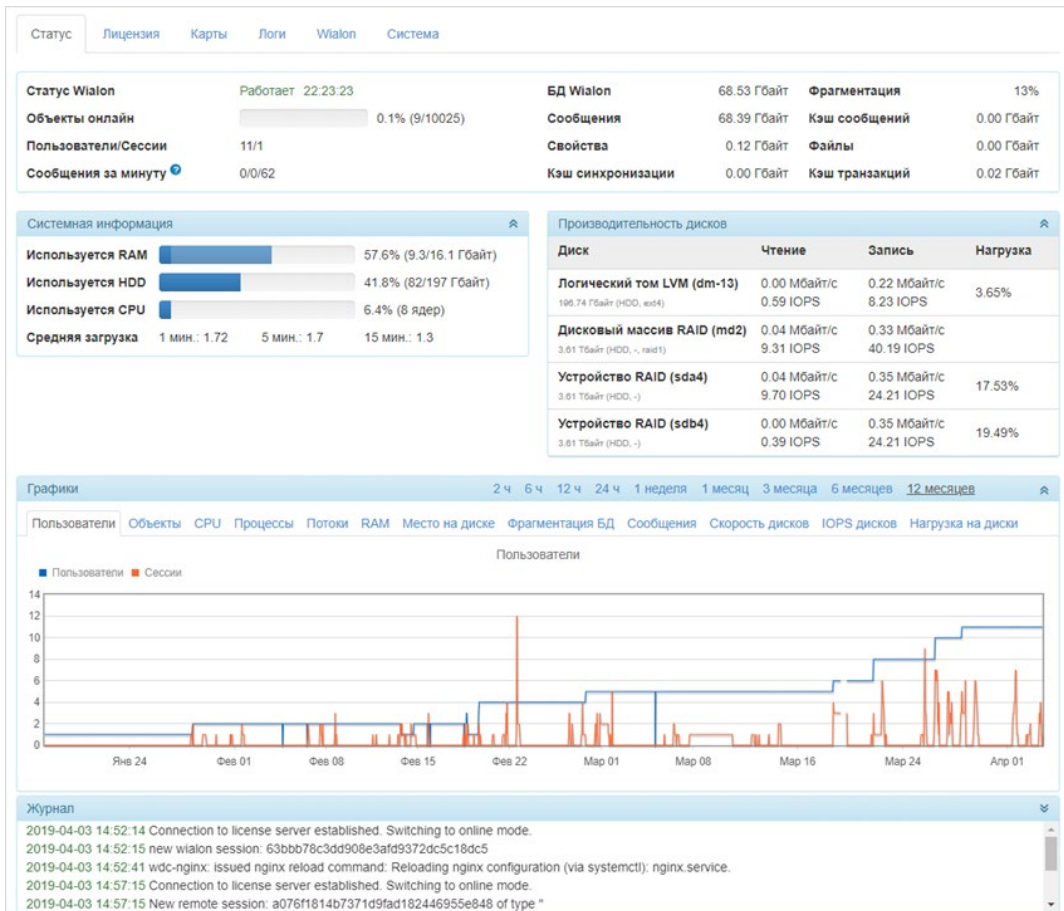 Статус Лицензия Карты Логи Wialon Система
Статус Wialon Работает 22:23:23 БД Wialon 68.53 Гбайт Фрагментация 13%
Объекты онлайн 0.1% (9/10025) Сообщения 68.39 Гбайт Кэш сообщений 0.00 Гбайт
Пользователи/Сессии 11/1 Свойства 0.12 Гбайт Файлы 0.00 Гбайт
Сообщения за минуту ? 0/0/62 Кэш синхронизации 0.00 Гбайт Кэш транзакций 0.02 Гбайт
Системная информация
Используется RAM 57.6% (9.3/16.1 Гбайт)
Используется HDD 41.8% (82/197 Гбайт)
Используется CPU 6.4% (8 ядер)
Средняя загрузка 1 мин.: 1.72 5 мин.: 1.7 15 мин.: 1.3
Производительность дисков
Диск Чтение Запись Нагрузка
Логический том LVM (dm-13) 0.00 Мбайт/с 0.22 Мбайт/с 3.65%
196.74 Гбайт (HDD, ext4) 0.59 IOPS 8.23 IOPS
Дисковый массив RAID (md2) 0.04 Мбайт/с 0.33 Мбайт/с
3.61 Тбайт (HDD, -, raid1) 9.31 IOPS 40.19 IOPS
Устройство RAID (sda4) 0.04 Мбайт/с 0.35 Мбайт/с 17.53%
3.61 Тбайт (HDD, -) 9.70 IOPS 24.21 IOPS
Устройство RAID (sdb4) 0.00 Мбайт/с 0.35 Мбайт/с 19.49%
3.61 Тбайт (HDD, -) 0.39 IOPS 24.21 IOPS
Графики 2 ч 6 ч 12 ч 24 ч 1 неделя 1 месяц 3 месяца 6 месяцев 12 месяцев
Пользователи Объекты CPU Процессы Потоки RAM Место на диске Фрагментация БД Сообщения Скорость дисков IOPS дисков Нагрузка на диски
Пользователи
Пользователи Сессии
14
12
10
8
6
4
2
0
Янв 24 Фев 01 Фев 08 Фев 15 Фев 22 Мар 01 Мар 08 Мар 16 Мар 24 Апр 01
Журнал
2019-04-03 14:52:14 Connection to license server established. Switching to online mode.
2019-04-03 14:52:15 new wialon session: 63bbb78c3dd908e3afd9372dc5c18dc5
2019-04-03 14:52:41 wdc-nginx: issued nginx reload command: Reloading nginx configuration (via systemctl): nginx.service.
2019-04-03 14:57:15 Connection to license server established. Switching to online mode.
2019-04-03 14:57:15 New remote session: a076f1814b7371d9fad182446955e848 of type "